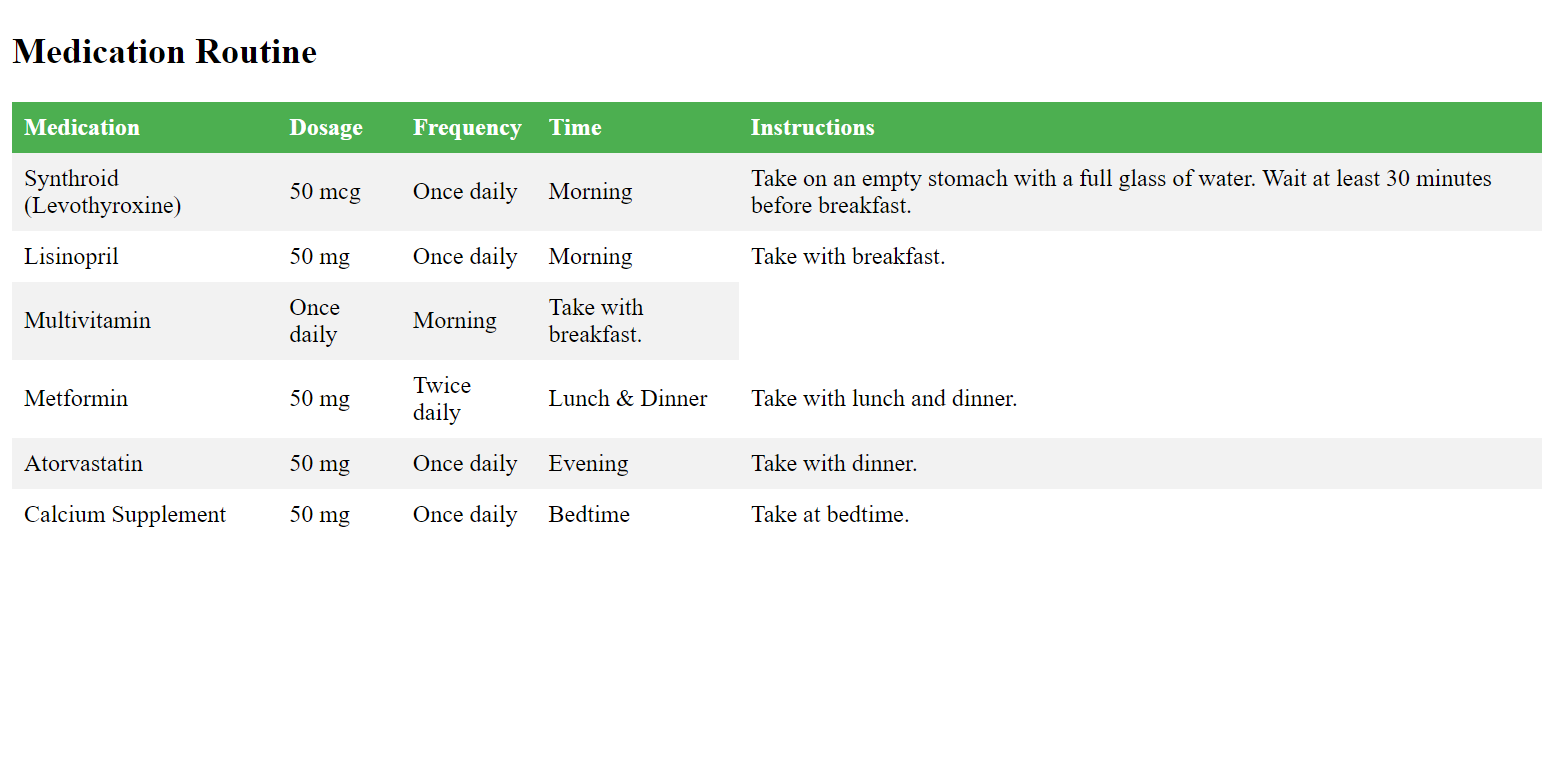 Medication Routine
Medication Dosage Frequency Time Instructions
Synthroid (Levothyroxine) 50 mcg Once daily Morning Take on an empty stomach with a full glass of water. Wait at least 30 minutes before breakfast.
Lisinopril 50 mg Once daily Morning Take with breakfast.
Multivitamin Once daily Morning Take with breakfast.
Metformin 50 mg Twice daily Lunch & Dinner Take with lunch and dinner.
Atorvastatin 50 mg Once daily Evening Take with dinner.
Calcium Supplement 50 mg Once daily Bedtime Take at bedtime.